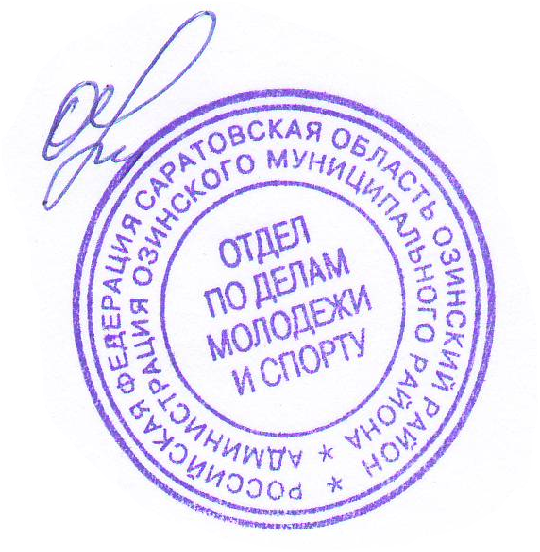 РОССИЙСКАЯ ФЕДЕРАЦИЯ САРАТОВСКАЯ ОБЛАСТЬ ОЗИНСКИЙ РАЙОН *
АДМИНИСТРАЦИЯ ОЗИНСКОГО МУНИЦИПАЛЬНОГО РАЙОНА *
ОТДЕЛ
ПО ДЕЛАМ
МОЛОДЕЖИ
И СПОРТУ